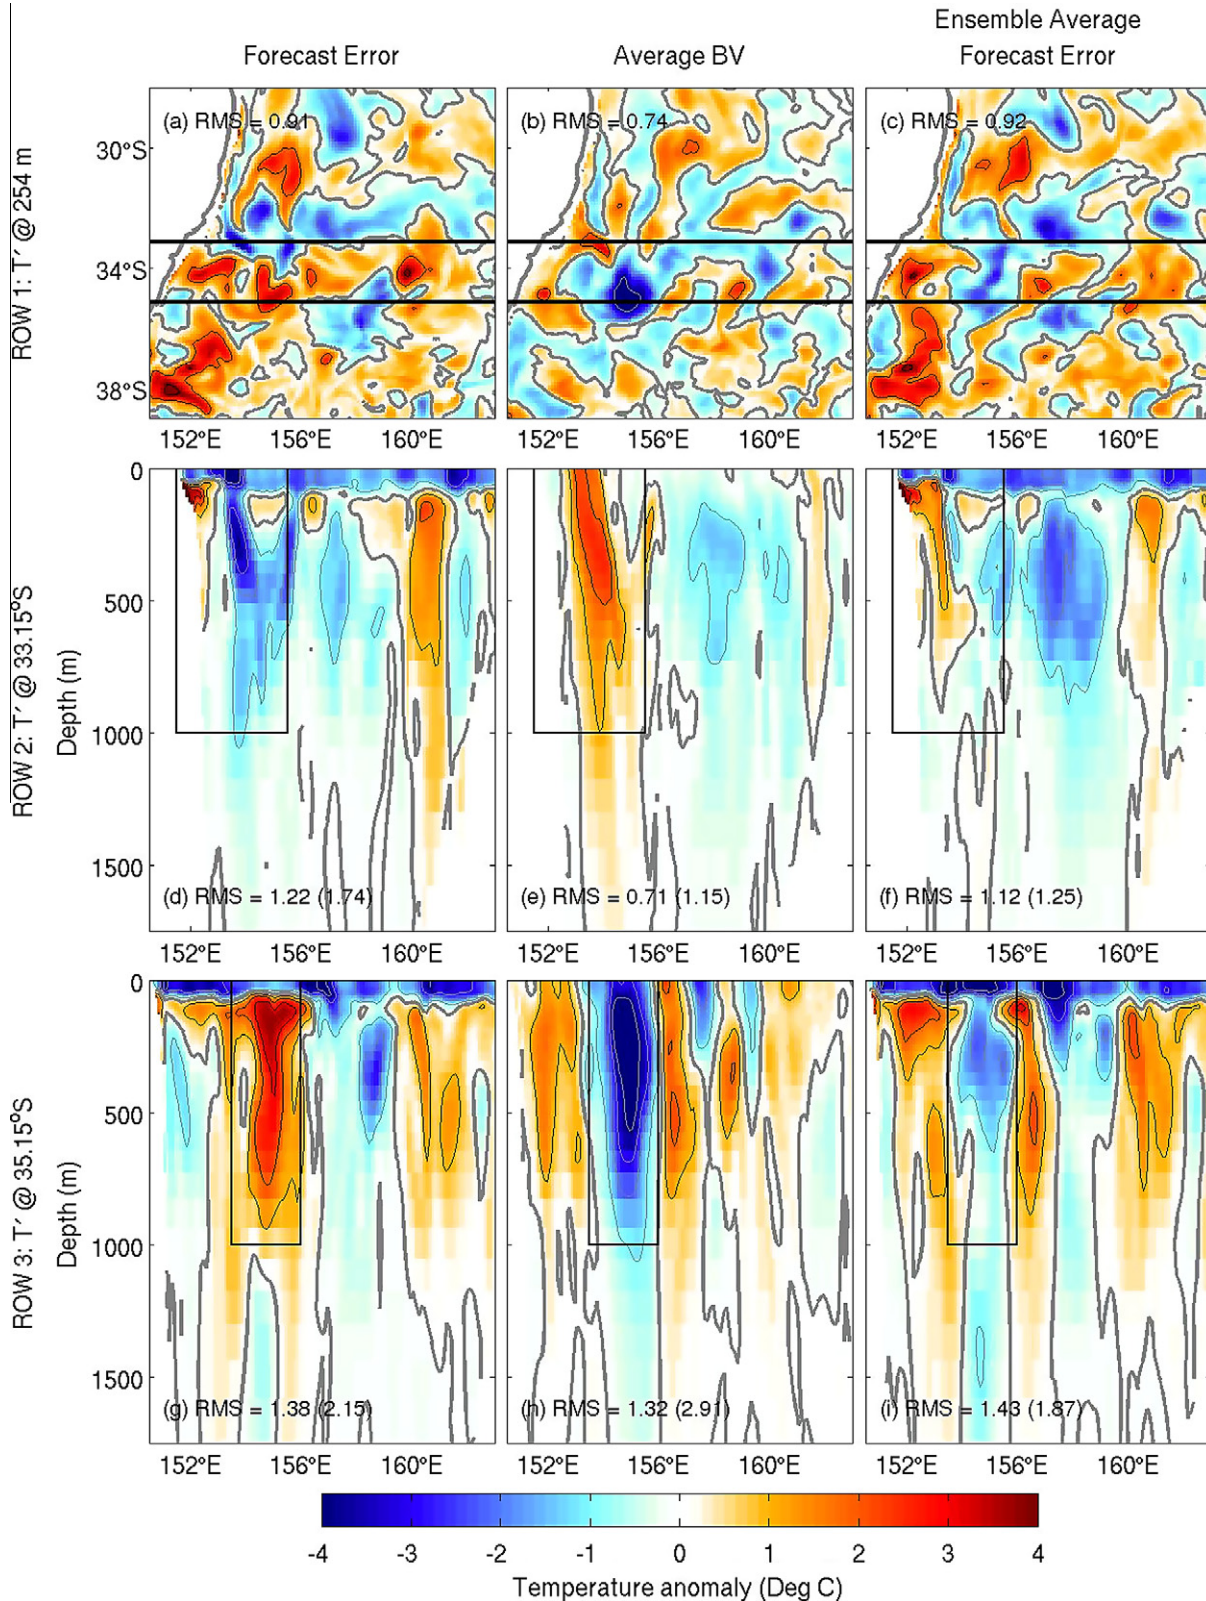 Ensemble Average
Forecast Error Average BV Forecast Error
ROW 1: T′ @ 254 m
(a) RMS = 0.91 (b) RMS = 0.74 (c) RMS = 0.92
30°S
34°S
38°S
152°E 156°E 160°E 152°E 156°E 160°E 152°E 156°E 160°E
ROW 2: T′ @ 33.15°S
Depth (m)
0
500
1000
1500
(d) RMS = 1.22 (1.74) (e) RMS = 0.71 (1.15) (f) RMS = 1.12 (1.25)
152°E 156°E 160°E 152°E 156°E 160°E 152°E 156°E 160°E
ROW 3: T′ @ 35.15°S
Depth (m)
0
500
1000
1500
(g) RMS = 1.38 (2.15) (h) RMS = 1.32 (2.91) (i) RMS = 1.43 (1.87)
152°E 156°E 160°E 152°E 156°E 160°E 152°E 156°E 160°E
-4 -3 -2 -1 0 1 2 3 4
Temperature anomaly (Deg C)